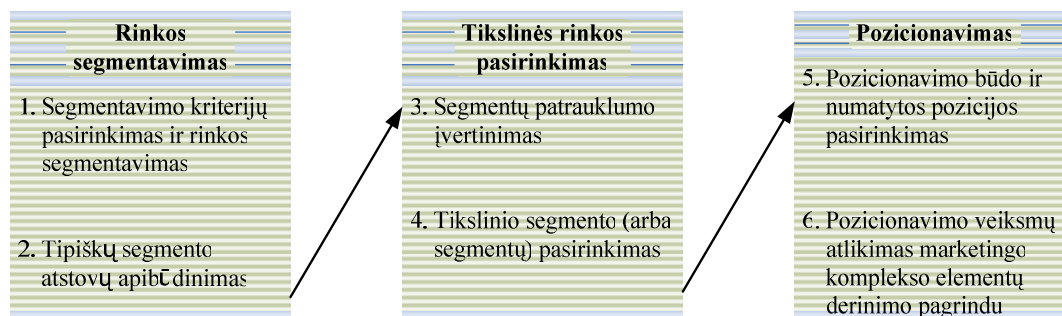 Rinkos
segmentavimas
1. Segmentavimo kriterijų
pasirinkimas ir rinkos
segmentavimas
2. Tipiškų segmento
atstovų apibūdinimas
Tikslinės rinkos
pasirinkimas
3. Segmentų patrauklumo
įvertinimas
4. Tikslinio segmento (arba
segmentų) pasirinkimas
Pozicionavimas
5. Pozicionavimo būdo ir
numatytos pozicijos
pasirinkimas
6. Pozicionavimo veiksmų
atlikimas marketingo
komplekso elementų
derinimo pagrindu